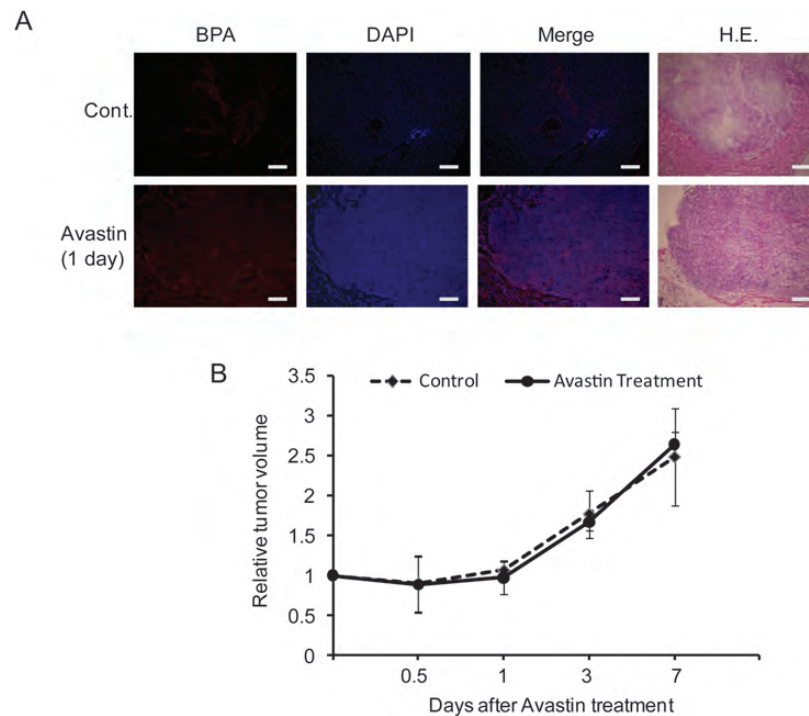 A
BPA DAPI Merge H.E.
Cont.
Avastin
(1 day)
B
Control Avastin Treatment
3.5
3
2.5
2
1.5
1
0.5
0
Relative tumor volume
0.5 1 3 7
Days after Avastin treatment